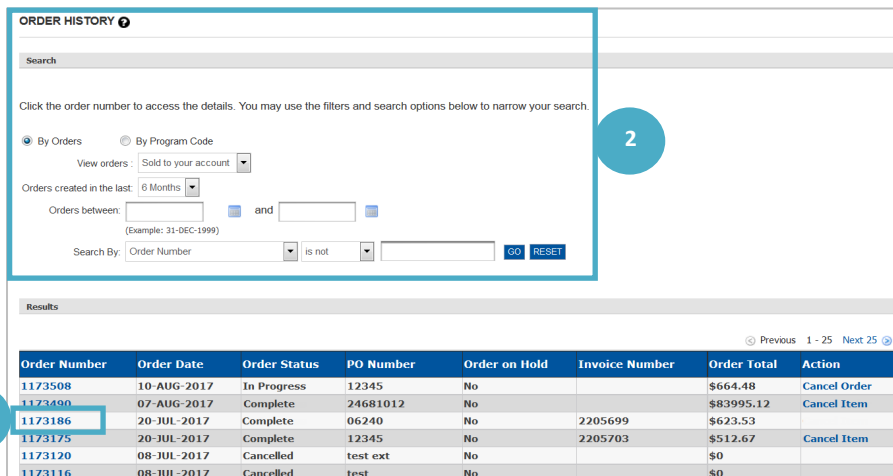 ORDER HISTORY ?
Search
Click the order number to access the details. You may use the filters and search options below to narrow your search.
2
By Orders By Program Code
View orders : Sold to your account
Orders created in the last: 6 Months
Orders between: and
(Example: 31-DEC-1999)
Search By: Order Number is not GO RESET
Results
Previous 1 - 25 Next 25
Order Number Order Date Order Status PO Number Order on Hold Invoice Number Order Total Action
1173508 10-AUG-2017 In Progress 12345 No $664.48 Cancel Order
1173490 07-AUG-2017 Complete 24681012 No $83995.12 Cancel Item
1173186 20-JUL-2017 Complete 06240 No 2205699 $623.53
1173175 20-JUL-2017 Complete 12345 No 2205703 $512.67 Cancel Item
1173120 08-JUL-2017 Cancelled test ext No $0
1173116 08-JUL-2017 Cancelled test No $0